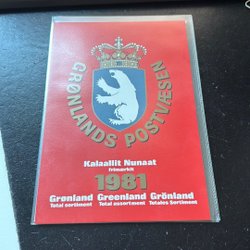 GRØNLANDS POSTVÆSEN
Kalaallit Nunaat
frimærkit
1981
Grønland Greenland Grönland
Total sortiment Total assortment Totales Sortiment